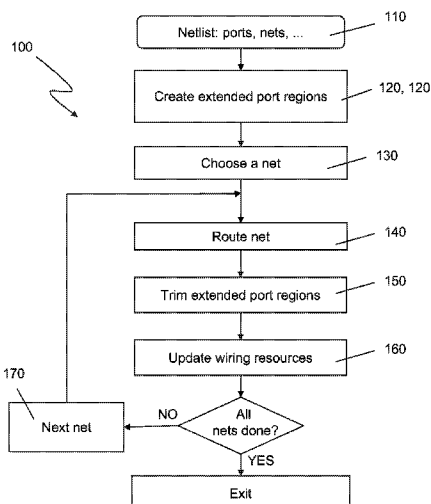 Netlist: ports, nets, ...
110
100
Create extended port regions
120, 120
Choose a net
130
Route net
140
Trim extended port regions
150
Update wiring resources
160
170
Next net
NO
All
nets done?
YES
Exit